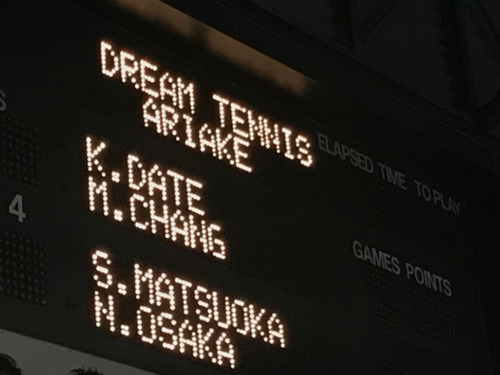 DREAM TENNIS
ARIAKE
ELAPSED TIME TO PLAY
K.DATE
M.CHANG
S
4
GAMES POINTS
S.MATSUOKA
N.OSAKA